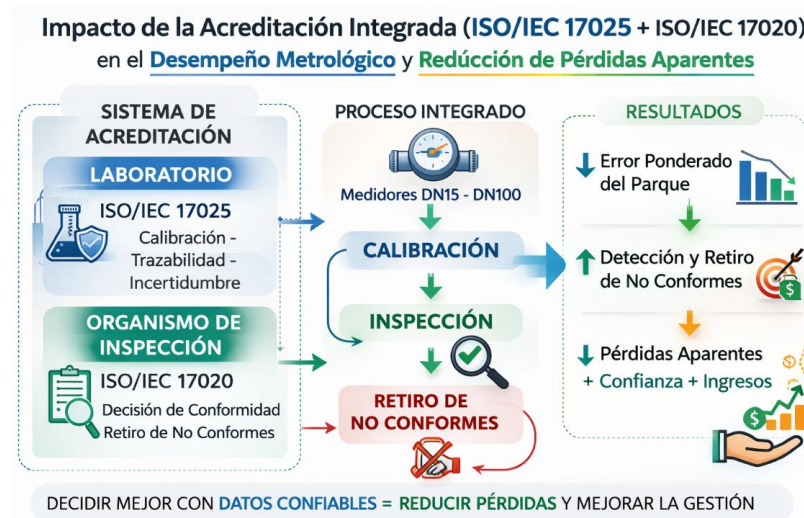 Impacto de la Acreditación Integrada (ISO/IEC 17025 + ISO/IEC 17020)
en el Desempeño Metrológico y Redúcción de Pérdidas Aparentes
SISTEMA DE
ACREDITACIÓN
LABORATORIO
ISO/IEC 17025
Calibración -
Trazabilidad -
Incertidumbre
ORGANISMO DE
INSPECCIÓN
ISO/IEC 17020
Decisión de Conformidad
Retiro de No Conformes
PROCESO INTEGRADO
Medidores DN15 - DN100
CALIBRACIÓN
INSPECCIÓN
RETIRO DE
NO CONFORMES
RESULTADOS
Error Ponderado
del Parque
Detección y Retiro
de No Conformes
$
Pérdidas Aparentes
+ Confianza + Ingresos
$
DECIDIR MEJOR CON DATOS CONFIABLES = REDUCIR PÉRDIDAS Y MEJORAR LA GESTIÓN